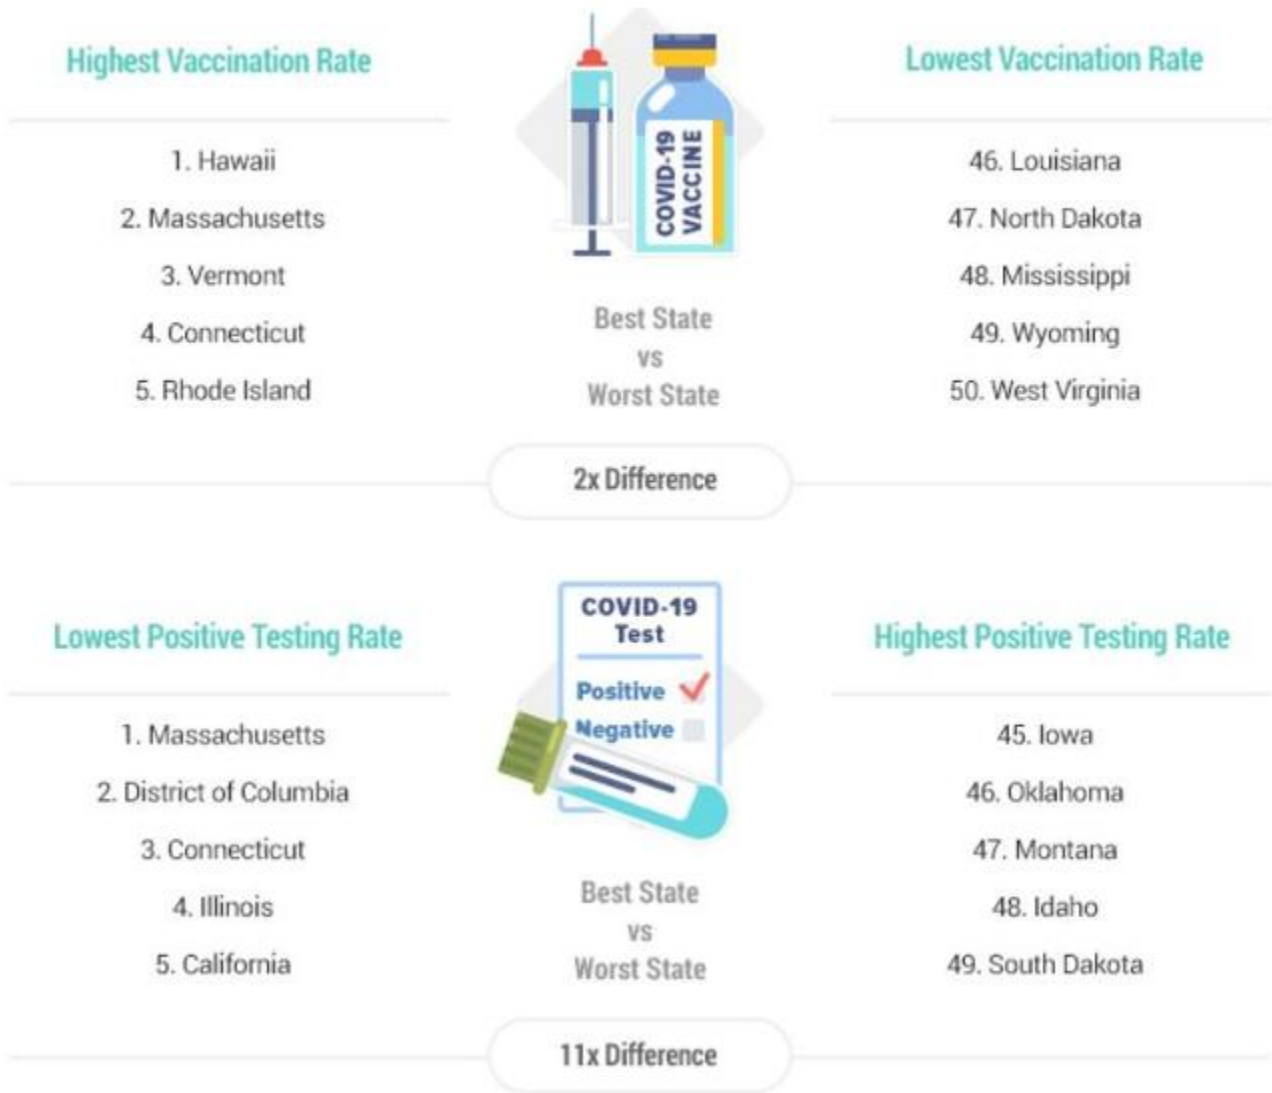 Highest Vaccination Rate
1. Hawaii
2. Massachusetts
3. Vermont
4. Connecticut
5. Rhode Island
COVID-19
VACCINE
Best State
vs
Worst State
Lowest Vaccination Rate
46. Louisiana
47. North Dakota
48. Mississippi
49. Wyoming
50. West Virginia
2x Difference
Lowest Positive Testing Rate
1. Massachusetts
2. District of Columbia
3. Connecticut
4. Illinois
5. California
COVID-19
Test
Positive
Negative
Best State
vs
Worst State
Highest Positive Testing Rate
45. Iowa
46. Oklahoma
47. Montana
48. Idaho
49. South Dakota
11x Difference